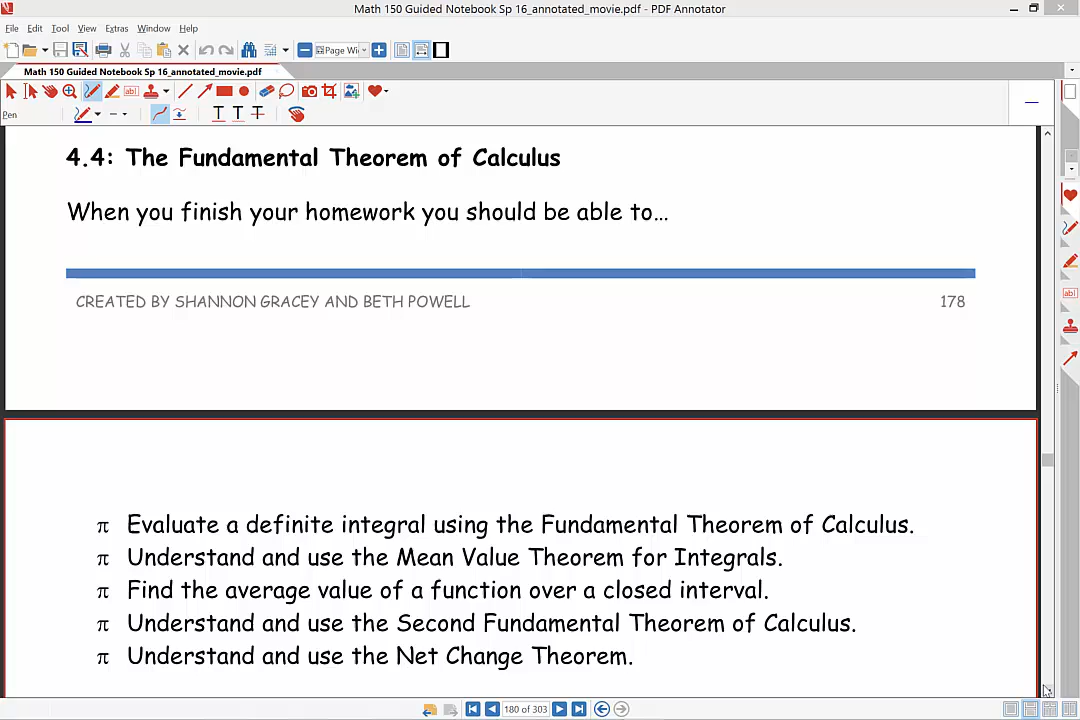 Math 150 Guided Notebook Sp 16_annotated_movie.pdf - PDF Annotator
File Edit Tool View Extras Window Help
Page Wi
Math 150 Guided Notebook Sp 16_annotated_movie.pdf
Pen
4.4: The Fundamental Theorem of Calculus
When you finish your homework you should be able to…
CREATED BY SHANNON GRACEY AND BETH POWELL 178
π Evaluate a definite integral using the Fundamental Theorem of Calculus.
π Understand and use the Mean Value Theorem for Integrals.
π Find the average value of a function over a closed interval.
π Understand and use the Second Fundamental Theorem of Calculus.
π Understand and use the Net Change Theorem.
180 of 303